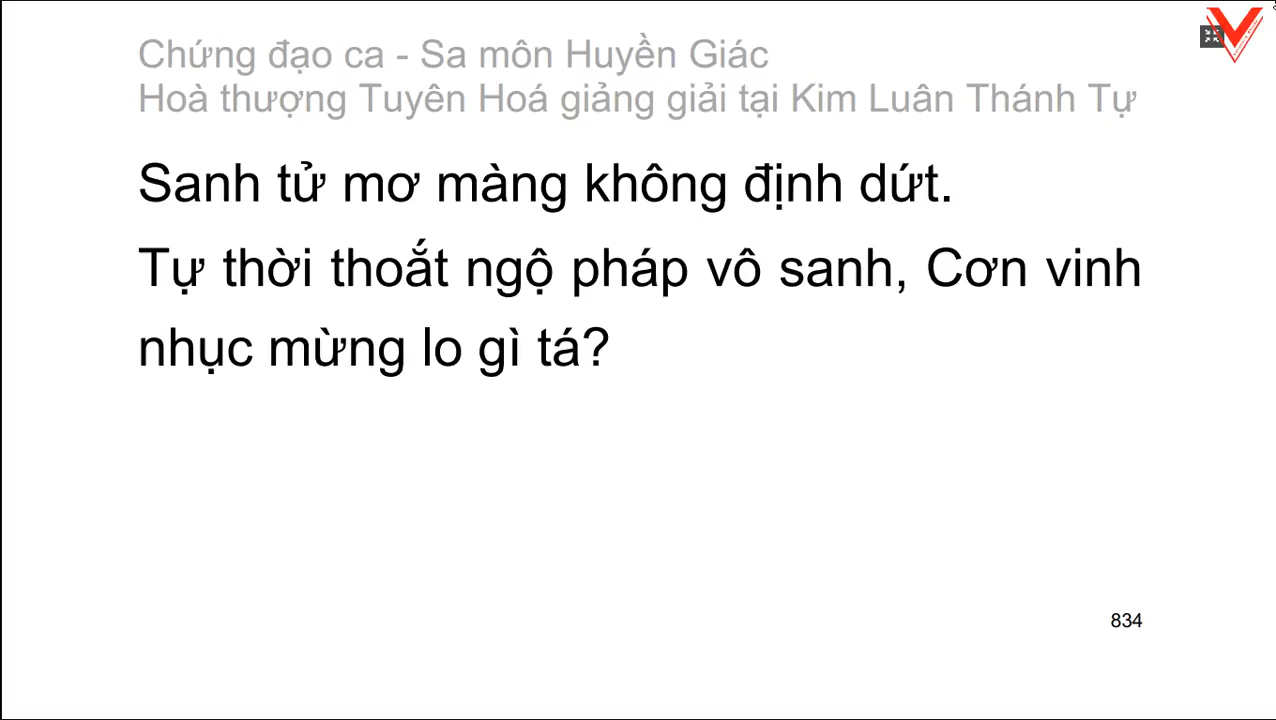 Chứng đạo ca - Sa môn Huyền Giác
Hoà thượng Tuyên Hoá giảng giải tại Kim Luân Thánh Tự
Sanh tử mơ màng không định dứt.
Tự thời thoắt ngộ pháp vô sanh, Cơn vinh
nhục mừng lo gì tá?
834